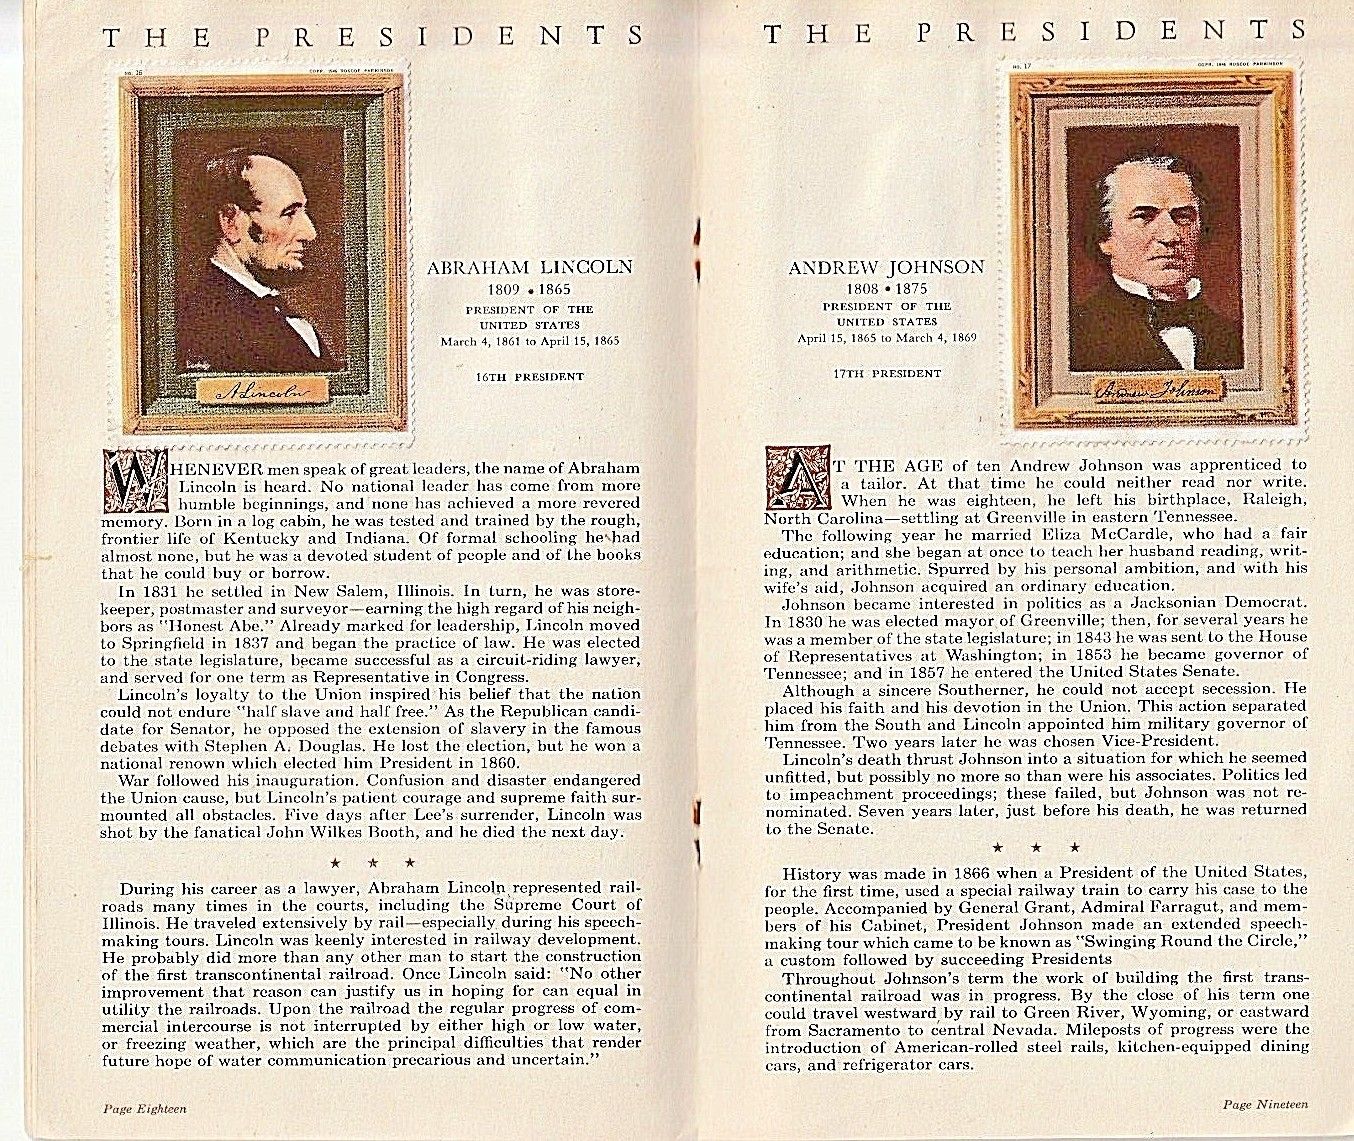 THE PRESIDENTS
NO. 16
COPR. 1946 ROSCOE PARKINSON
A Lincoln
ABRAHAM LINCOLN
1809 • 1865
PRESIDENT OF THE
UNITED STATES
March 4, 1861 to April 15, 1865
16TH PRESIDENT
WHENEVER men speak of great leaders, the name of Abraham
Lincoln is heard. No national leader has come from more
humble beginnings, and none has achieved a more revered
memory. Born in a log cabin, he was tested and trained by the rough,
frontier life of Kentucky and Indiana. Of formal schooling he had
almost none, but he was a devoted student of people and of the books
that he could buy or borrow.
In 1831 he settled in New Salem, Illinois. In turn, he was store-
keeper, postmaster and surveyor—earning the high regard of his neigh-
bors as "Honest Abe." Already marked for leadership, Lincoln moved
to Springfield in 1837 and began the practice of law. He was elected
to the state legislature, became successful as a circuit-riding lawyer,
and served for one term as Representative in Congress.
Lincoln's loyalty to the Union inspired his belief that the nation
could not endure "half slave and half free." As the Republican candi-
date for Senator, he opposed the extension of slavery in the famous
debates with Stephen A. Douglas. He lost the election, but he won a
national renown which elected him President in 1860.
War followed his inauguration. Confusion and disaster endangered
the Union cause, but Lincoln's patient courage and supreme faith sur-
mounted all obstacles. Five days after Lee's surrender, Lincoln was
shot by the fanatical John Wilkes Booth, and he died the next day.
★ ★ ★
During his career as a lawyer, Abraham Lincoln represented rail-
roads many times in the courts, including the Supreme Court of
Illinois. He traveled extensively by rail—especially during his speech-
making tours. Lincoln was keenly interested in railway development.
He probably did more than any other man to start the construction
of the first transcontinental railroad. Once Lincoln said: "No other
improvement that reason can justify us in hoping for can equal in
utility the railroads. Upon the railroad the regular progress of com-
mercial intercourse is not interrupted by either high or low water,
or freezing weather, which are the principal difficulties that render
future hope of water communication precarious and uncertain."
Page Eighteen
THE PRESIDENTS
NO. 17
COPR. 1946 ROSCOE PARKINSON
Andrew Johnson
ANDREW JOHNSON
1808 • 1875
PRESIDENT OF THE
UNITED STATES
April 15, 1865 to March 4, 1869
17TH PRESIDENT
AT THE AGE of ten Andrew Johnson was apprenticed to
a tailor. At that time he could neither read nor write.
When he was eighteen, he left his birthplace, Raleigh,
North Carolina—settling at Greenville in eastern Tennessee.
The following year he married Eliza McCardle, who had a fair
education; and she began at once to teach her husband reading, writ-
ing, and arithmetic. Spurred by his personal ambition, and with his
wife's aid, Johnson acquired an ordinary education.
Johnson became interested in politics as a Jacksonian Democrat.
In 1830 he was elected mayor of Greenville; then, for several years he
was a member of the state legislature; in 1843 he was sent to the House
of Representatives at Washington; in 1853 he became governor of
Tennessee; and in 1857 he entered the United States Senate.
Although a sincere Southerner, he could not accept secession. He
placed his faith and his devotion in the Union. This action separated
him from the South and Lincoln appointed him military governor of
Tennessee. Two years later he was chosen Vice-President.
Lincoln's death thrust Johnson into a situation for which he seemed
unfitted, but possibly no more so than were his associates. Politics led
to impeachment proceedings; these failed, but Johnson was not re-
nominated. Seven years later, just before his death, he was returned
to the Senate.
★ ★ ★
History was made in 1866 when a President of the United States,
for the first time, used a special railway train to carry his case to the
people. Accompanied by General Grant, Admiral Farragut, and mem-
bers of his Cabinet, President Johnson made an extended speech-
making tour which came to be known as "Swinging Round the Circle,"
a custom followed by succeeding Presidents
Throughout Johnson's term the work of building the first trans-
continental railroad was in progress. By the close of his term one
could travel westward by rail to Green River, Wyoming, or eastward
from Sacramento to central Nevada. Mileposts of progress were the
introduction of American-rolled steel rails, kitchen-equipped dining
cars, and refrigerator cars.
Page Nineteen